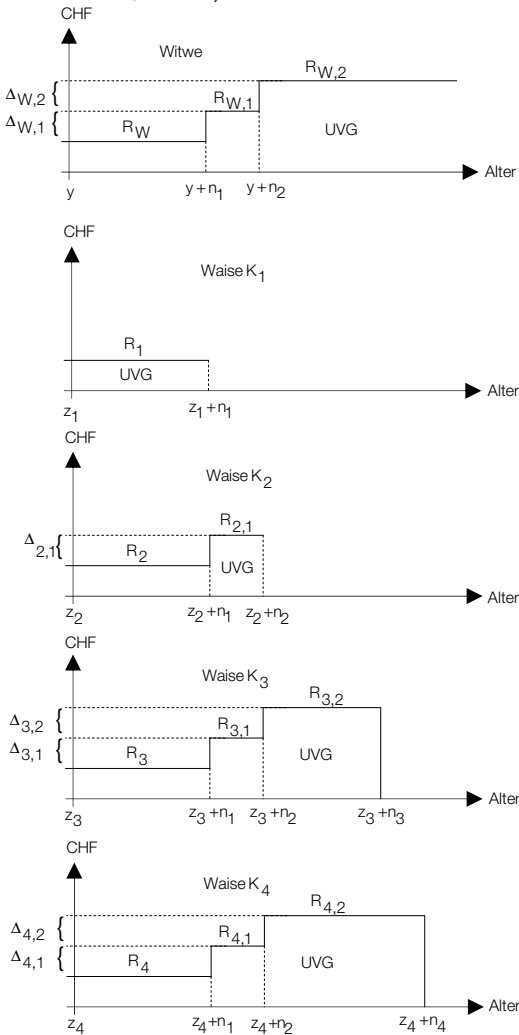 CHF
Witwe
R_W,2
Δ_W,2 {
R_W,1
Δ_W,1 {
R_W
UVG
Alter
y y+n_1 y+n_2
CHF
Waise K_1
R_1
UVG
Alter
z_1 z_1+n_1
CHF
Waise K_2
R_2,1
Δ_2,1 {
R_2
UVG
Alter
z_2 z_2+n_1 z_2+n_2
CHF
Waise K_3
R_3,2
Δ_3,2 {
R_3,1
Δ_3,1 {
R_3
UVG
Alter
z_3 z_3+n_1 z_3+n_2 z_3+n_3
CHF
Waise K_4
R_4,2
Δ_4,2 {
R_4,1
Δ_4,1 {
R_4
UVG
Alter
z_4 z_4+n_1 z_4+n_2 z_4+n_4